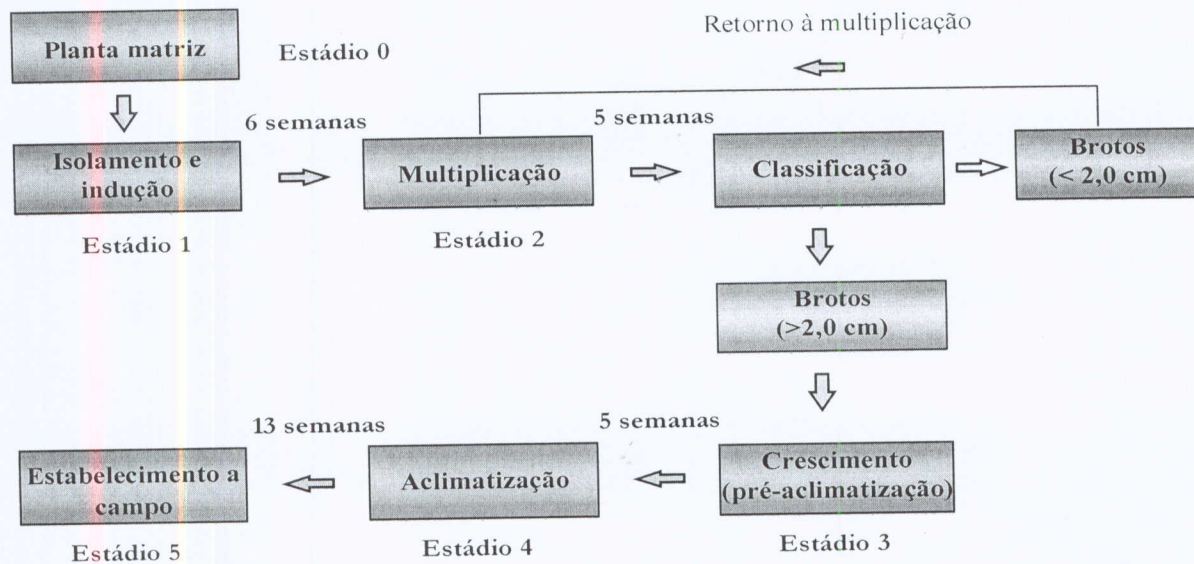 Retorno à multiplicação
Planta matriz
Estádio 0
6 semanas
5 semanas
Isolamento e
indução
Multiplicação
Classificação
Brotos
(< 2,0 cm)
Estádio 1
Estádio 2
Brotos
(>2,0 cm)
13 semanas
5 semanas
Estabelecimento a
campo
Aclimatização
Crescimento
(pré-aclimatização)
Estádio 5
Estádio 4
Estádio 3